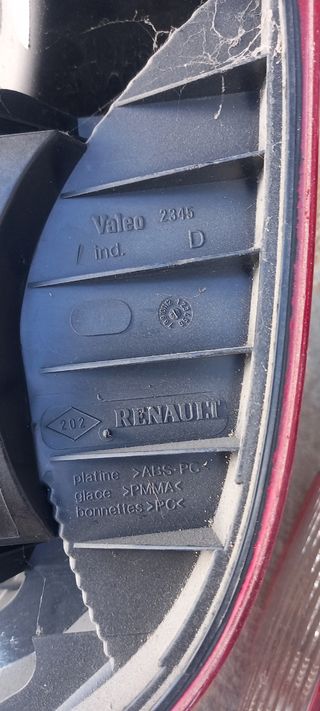 Valeo 2345
/ ind. D
202 RENAULT
platine >ABS-PC<
glace >PMMA<
bonnettes >PC<